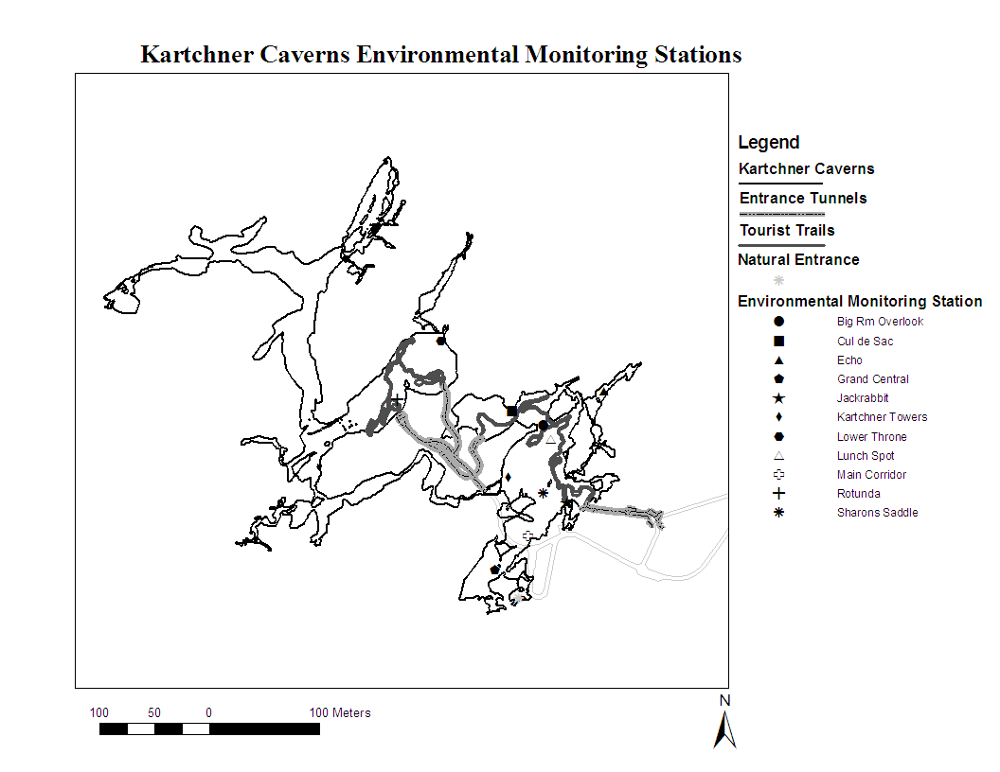 Kartchner Caverns Environmental Monitoring Stations
Legend
Kartchner Caverns
Entrance Tunnels
Tourist Trails
Natural Entrance
Environmental Monitoring Station
Big Rm Overlook
Cul de Sac
Echo
Grand Central
Jackrabbit
Kartchner Towers
Lower Throne
Lunch Spot
Main Corridor
Rotunda
Sharons Saddle
N
100 50 0 100 Meters